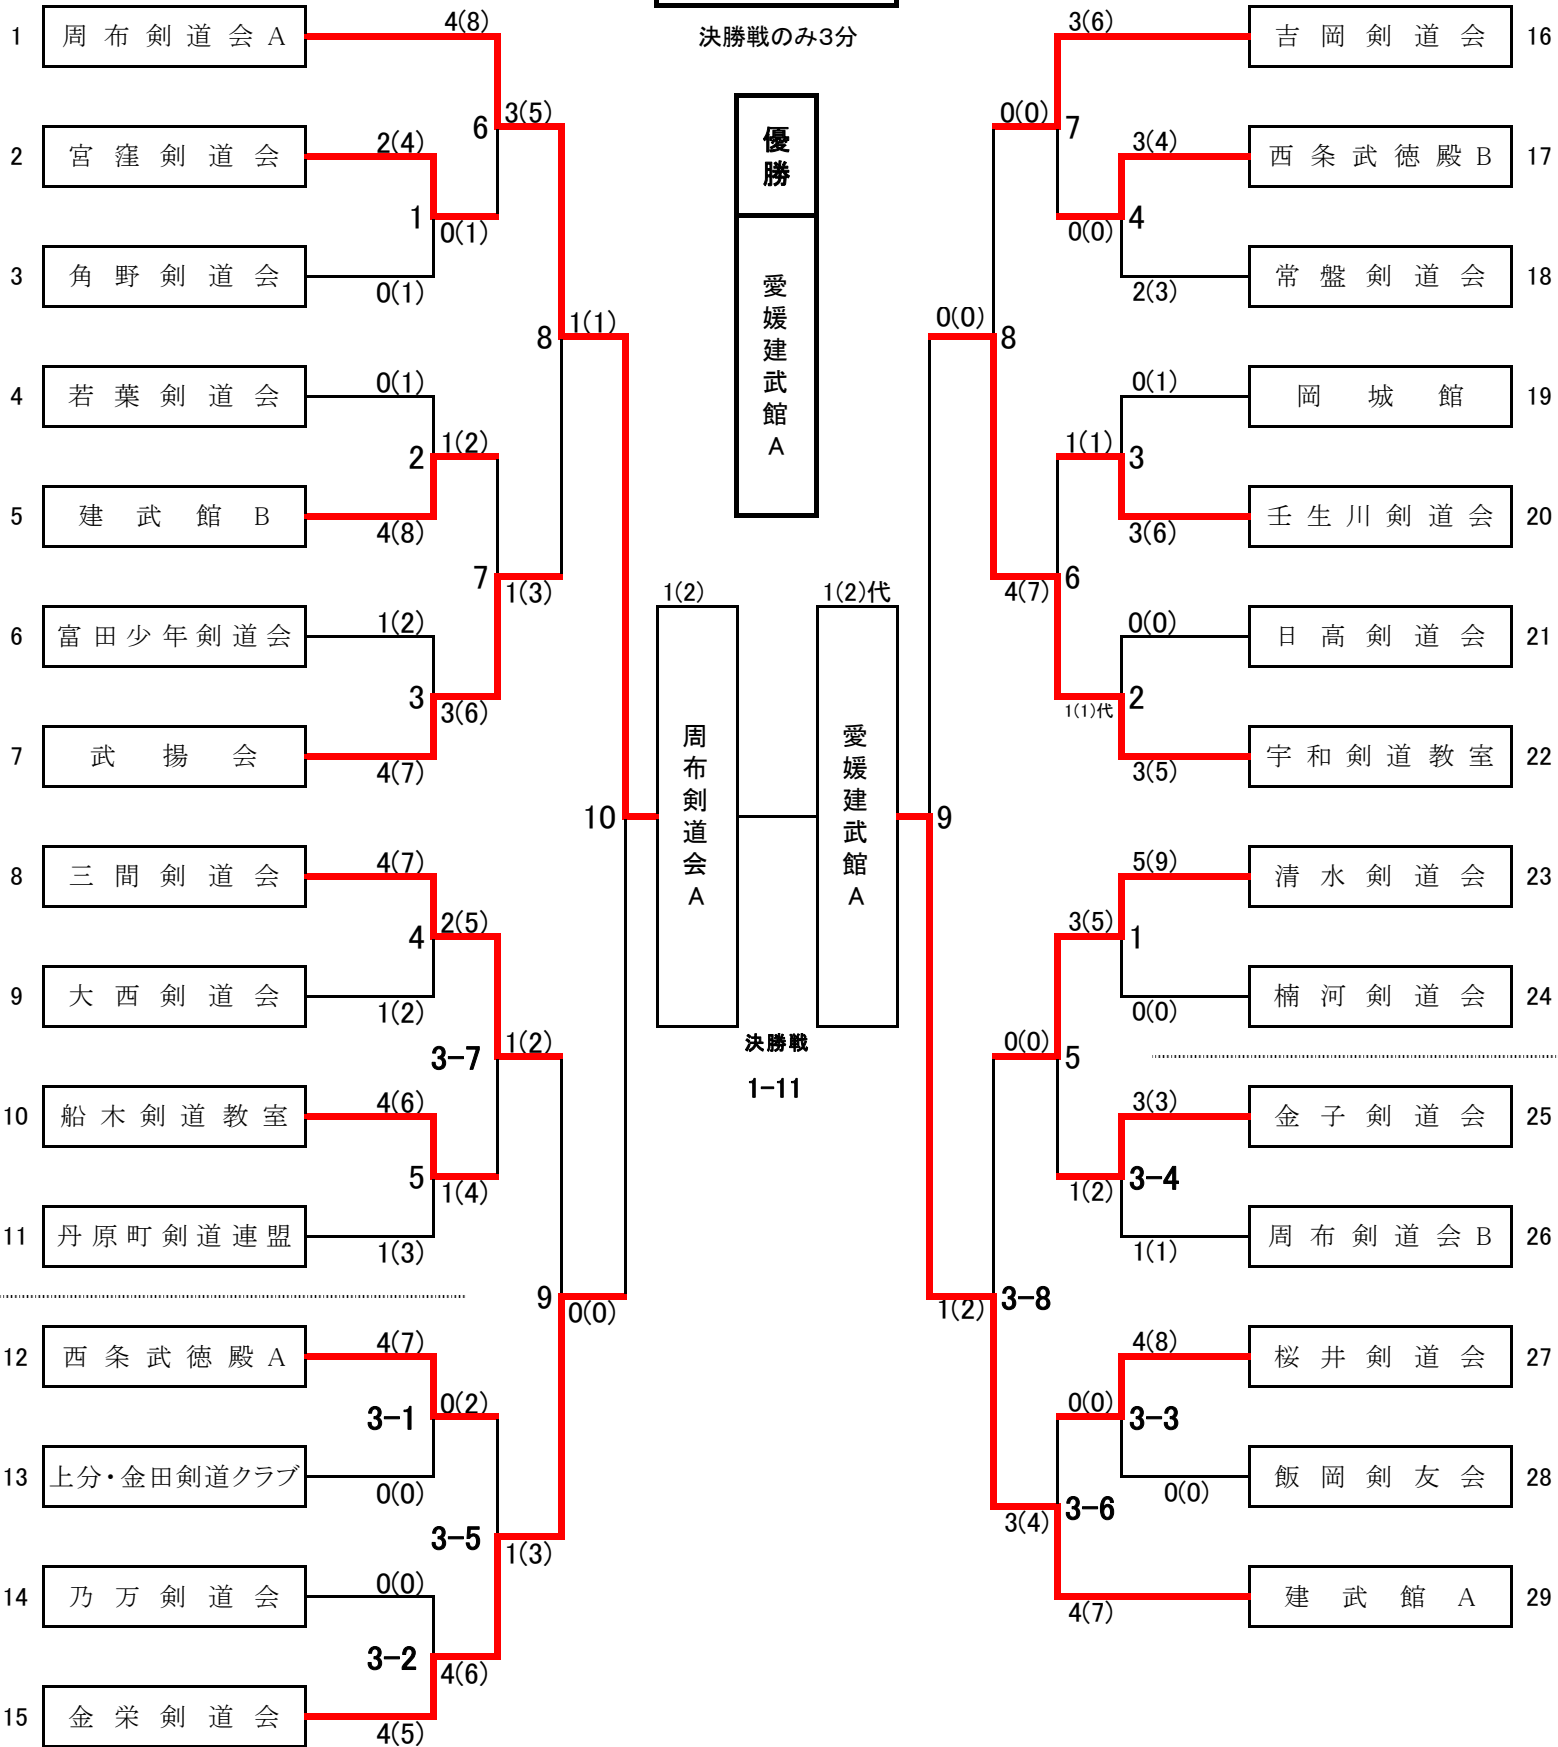 決勝戦のみ3分
優勝
愛媛建武館A
1 周布剣道会A 4(8)
6 3(5)
2 宮窪剣道会 2(4)
1 0(1)
3 角野剣道会 0(1)
8 1(1)
4 若葉剣道会 0(1)
2 1(2)
5 建武館B 4(8)
7 1(3)
6 富田少年剣道会 1(2)
3 3(6)
7 武揚会 4(7)
10
8 三間剣道会 4(7)
4 2(5)
9 大西剣道会 1(2)
3-7 1(2)
10 船木剣道教室 4(6)
5 1(4)
11 丹原町剣道連盟 1(3)
9 0(0)
12 西条武徳殿A 4(7)
3-1 0(2)
13 上分・金田剣道クラブ 0(0)
3-5 1(3)
14 乃万剣道会 0(0)
3-2 4(6)
15 金栄剣道会 4(5)
1(2)
周布剣道会A
1(2)代
愛媛建武館A
決勝戦
1-11
3(6) 吉岡剣道会 16
0(0) 7
3(4) 西条武徳殿B 17
0(0) 4
2(3) 常盤剣道会 18
0(0) 8
0(1) 岡城館 19
1(1) 3
3(6) 壬生川剣道会 20
4(7) 6
0(0) 日高剣道会 21
1(1)代 2
3(5) 宇和剣道教室 22
9
5(9) 清水剣道会 23
3(5) 1
0(0) 楠河剣道会 24
0(0) 5
3(3) 金子剣道会 25
1(2) 3-4
1(1) 周布剣道会B 26
1(2) 3-8
4(8) 桜井剣道会 27
0(0) 3-3
0(0) 飯岡剣友会 28
3(4) 3-6
4(7) 建武館A 29